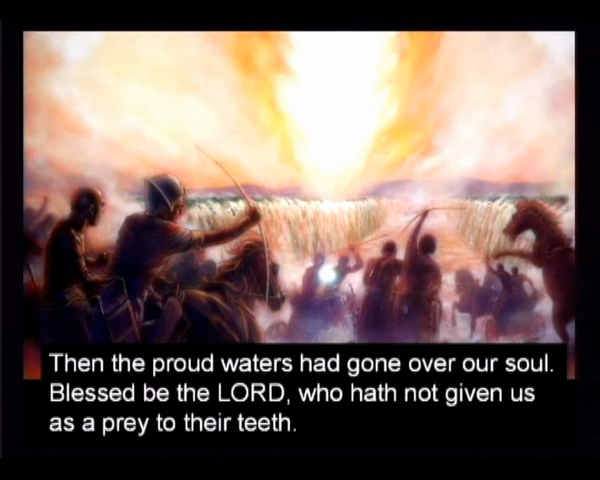 Then the proud waters had gone over our soul.
Blessed be the LORD, who hath not given us
as a prey to their teeth.